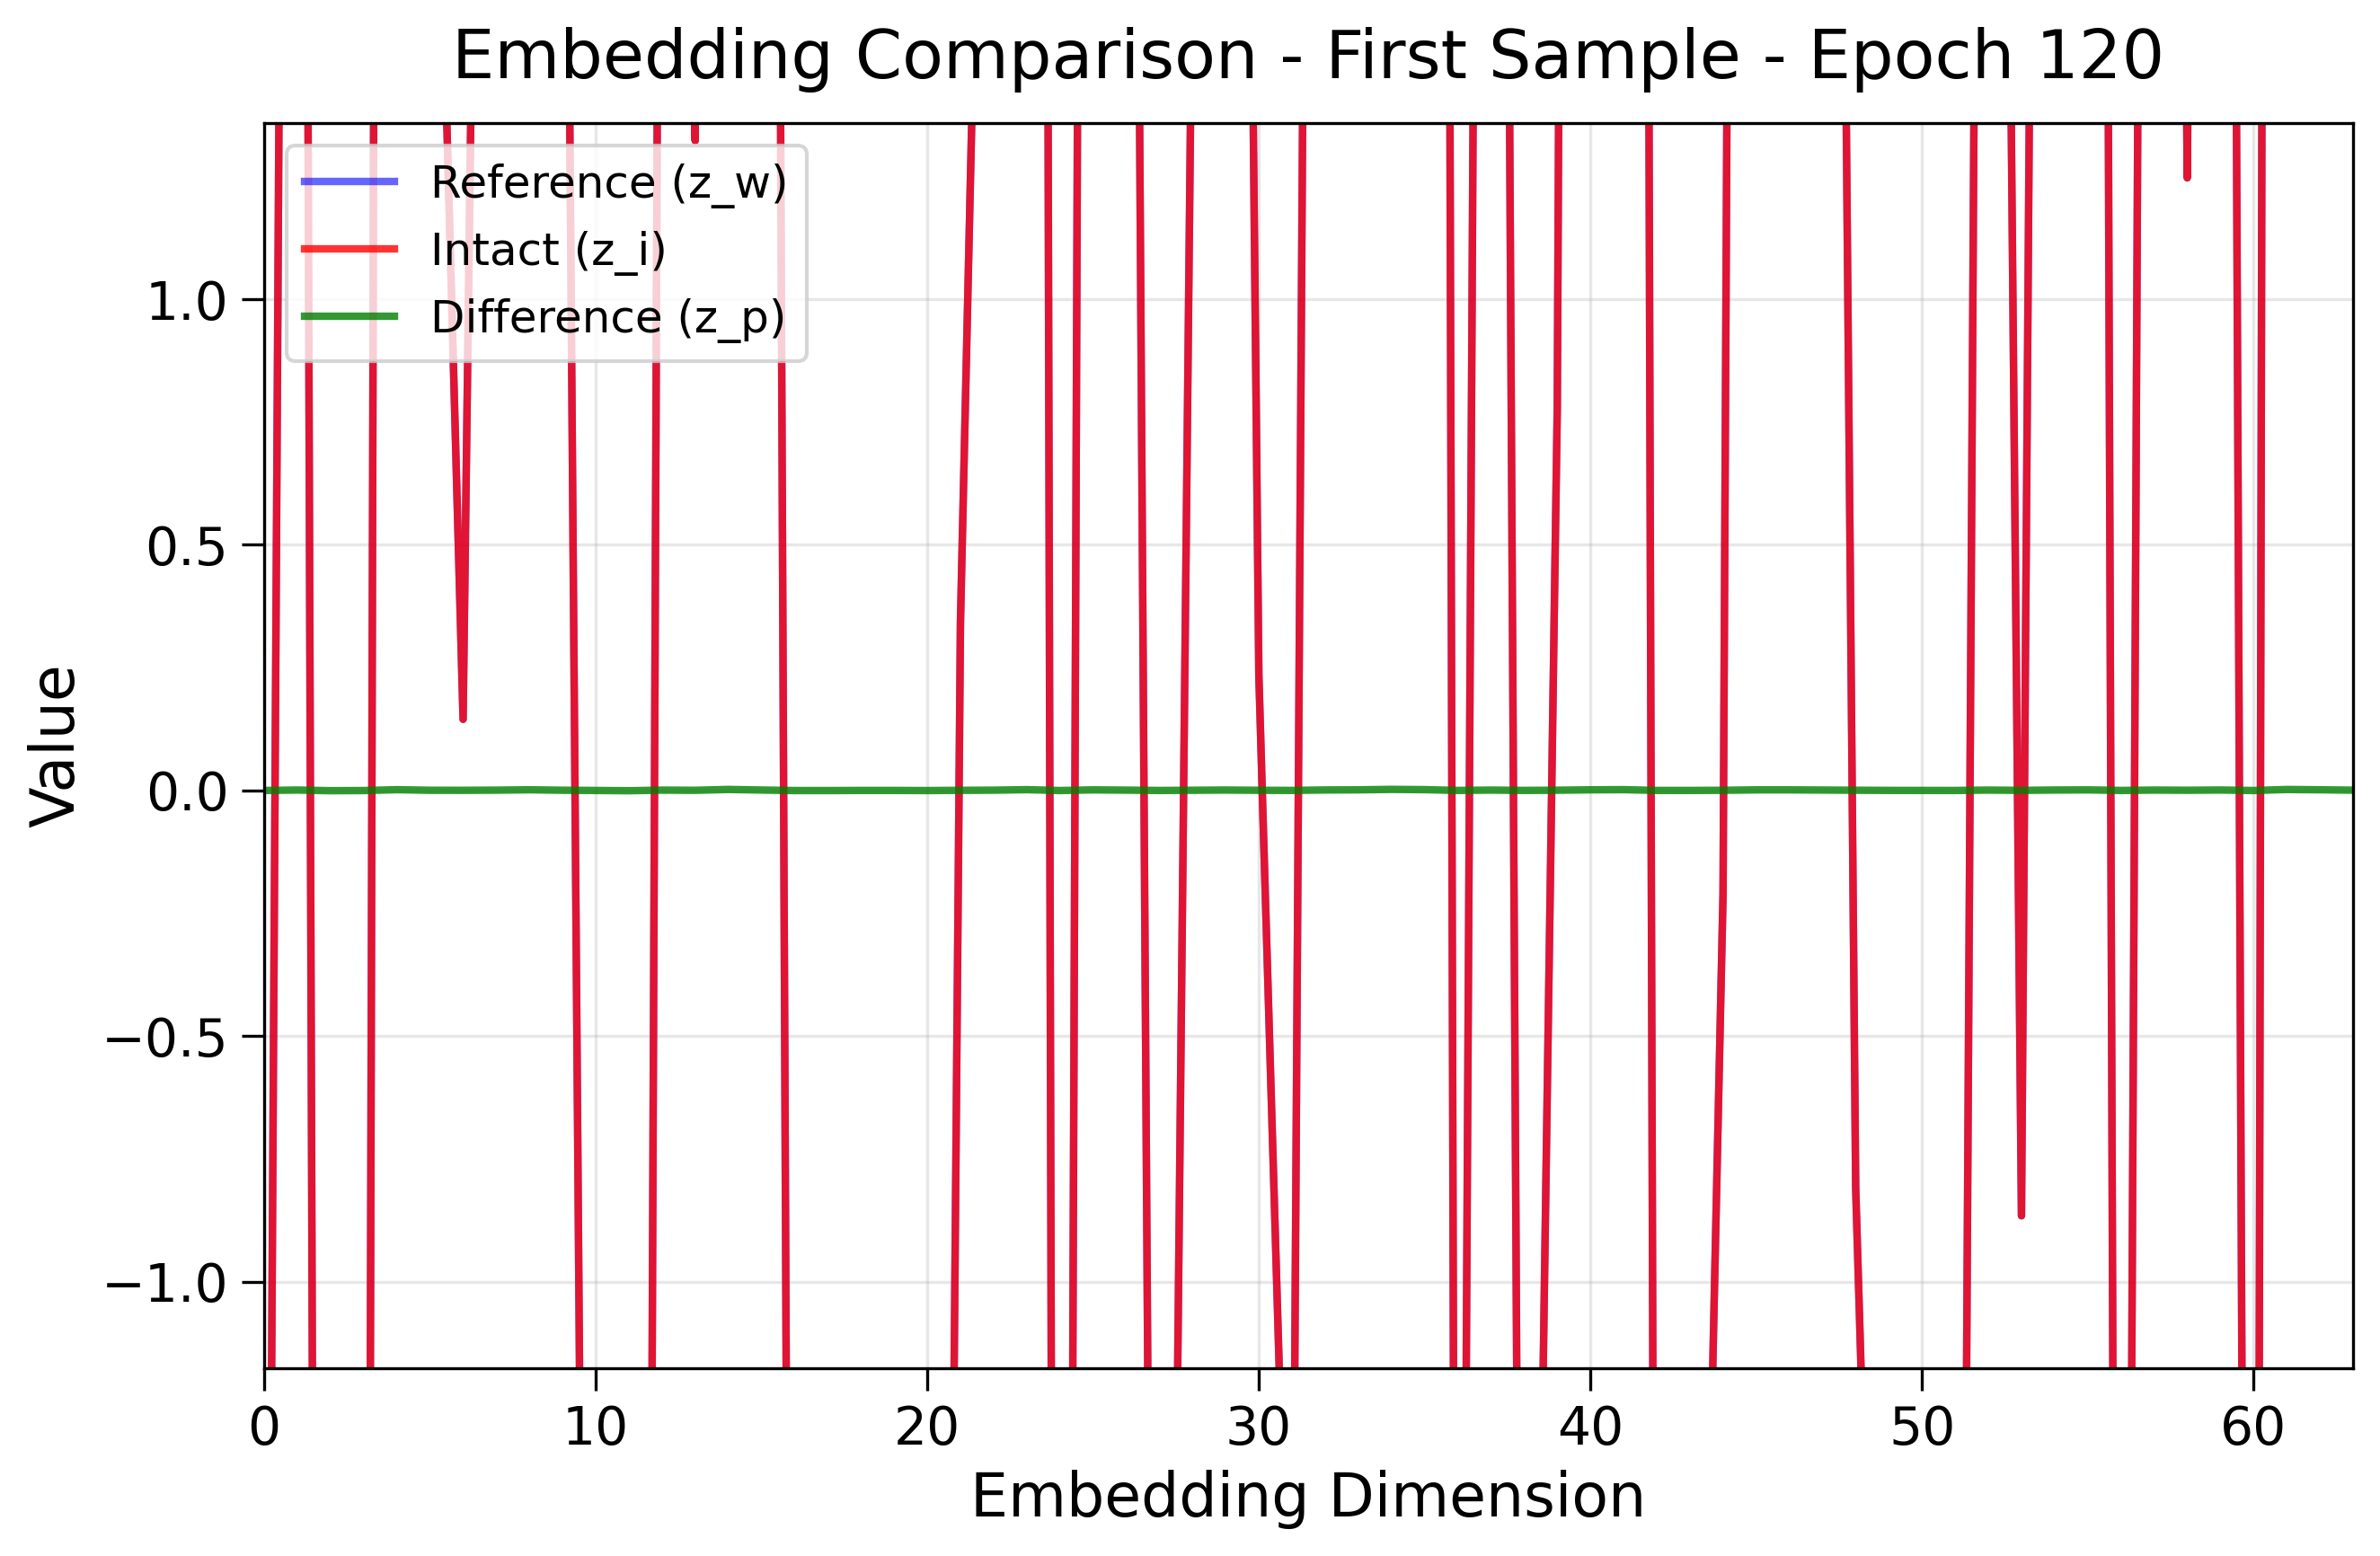 Embedding Comparison - First Sample - Epoch 120
Reference (z_w)
Intact (z_i)
Difference (z_p)
1.0
0.5
0.0
−0.5
−1.0
Value
0 10 20 30 40 50 60
Embedding Dimension